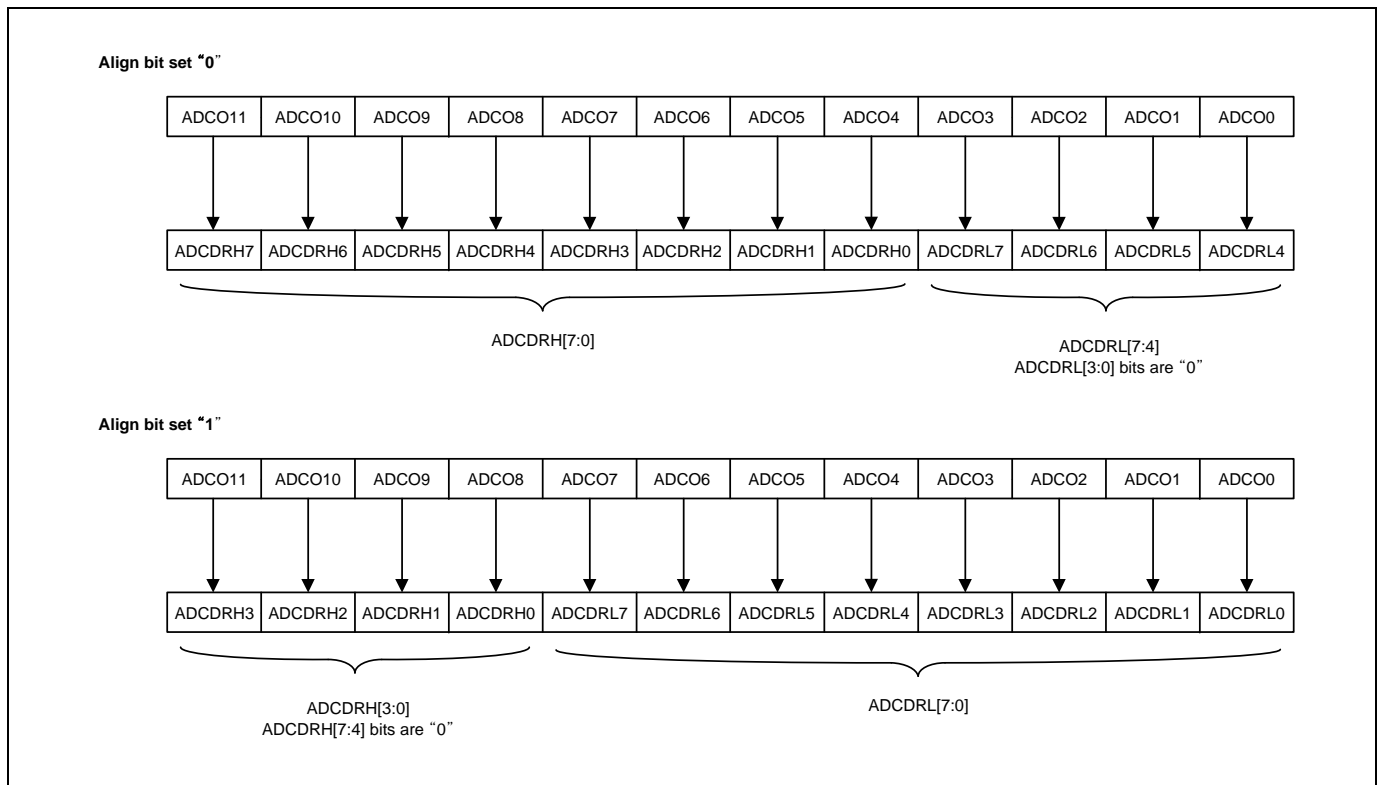 Align bit set “0”
ADCO11 ADCO10 ADCO9 ADCO8 ADCO7 ADCO6 ADCO5 ADCO4 ADCO3 ADCO2 ADCO1 ADCO0
ADCDRH7 ADCDRH6 ADCDRH5 ADCDRH4 ADCDRH3 ADCDRH2 ADCDRH1 ADCDRH0 ADCDRL7 ADCDRL6 ADCDRL5 ADCDRL4
ADCDRH[7:0]
ADCDRL[7:4]
ADCDRL[3:0] bits are “0”
Align bit set “1”
ADCO11 ADCO10 ADCO9 ADCO8 ADCO7 ADCO6 ADCO5 ADCO4 ADCO3 ADCO2 ADCO1 ADCO0
ADCDRH3 ADCDRH2 ADCDRH1 ADCDRH0 ADCDRL7 ADCDRL6 ADCDRL5 ADCDRL4 ADCDRL3 ADCDRL2 ADCDRL1 ADCDRL0
ADCDRH[3:0]
ADCDRH[7:4] bits are “0”
ADCDRL[7:0]